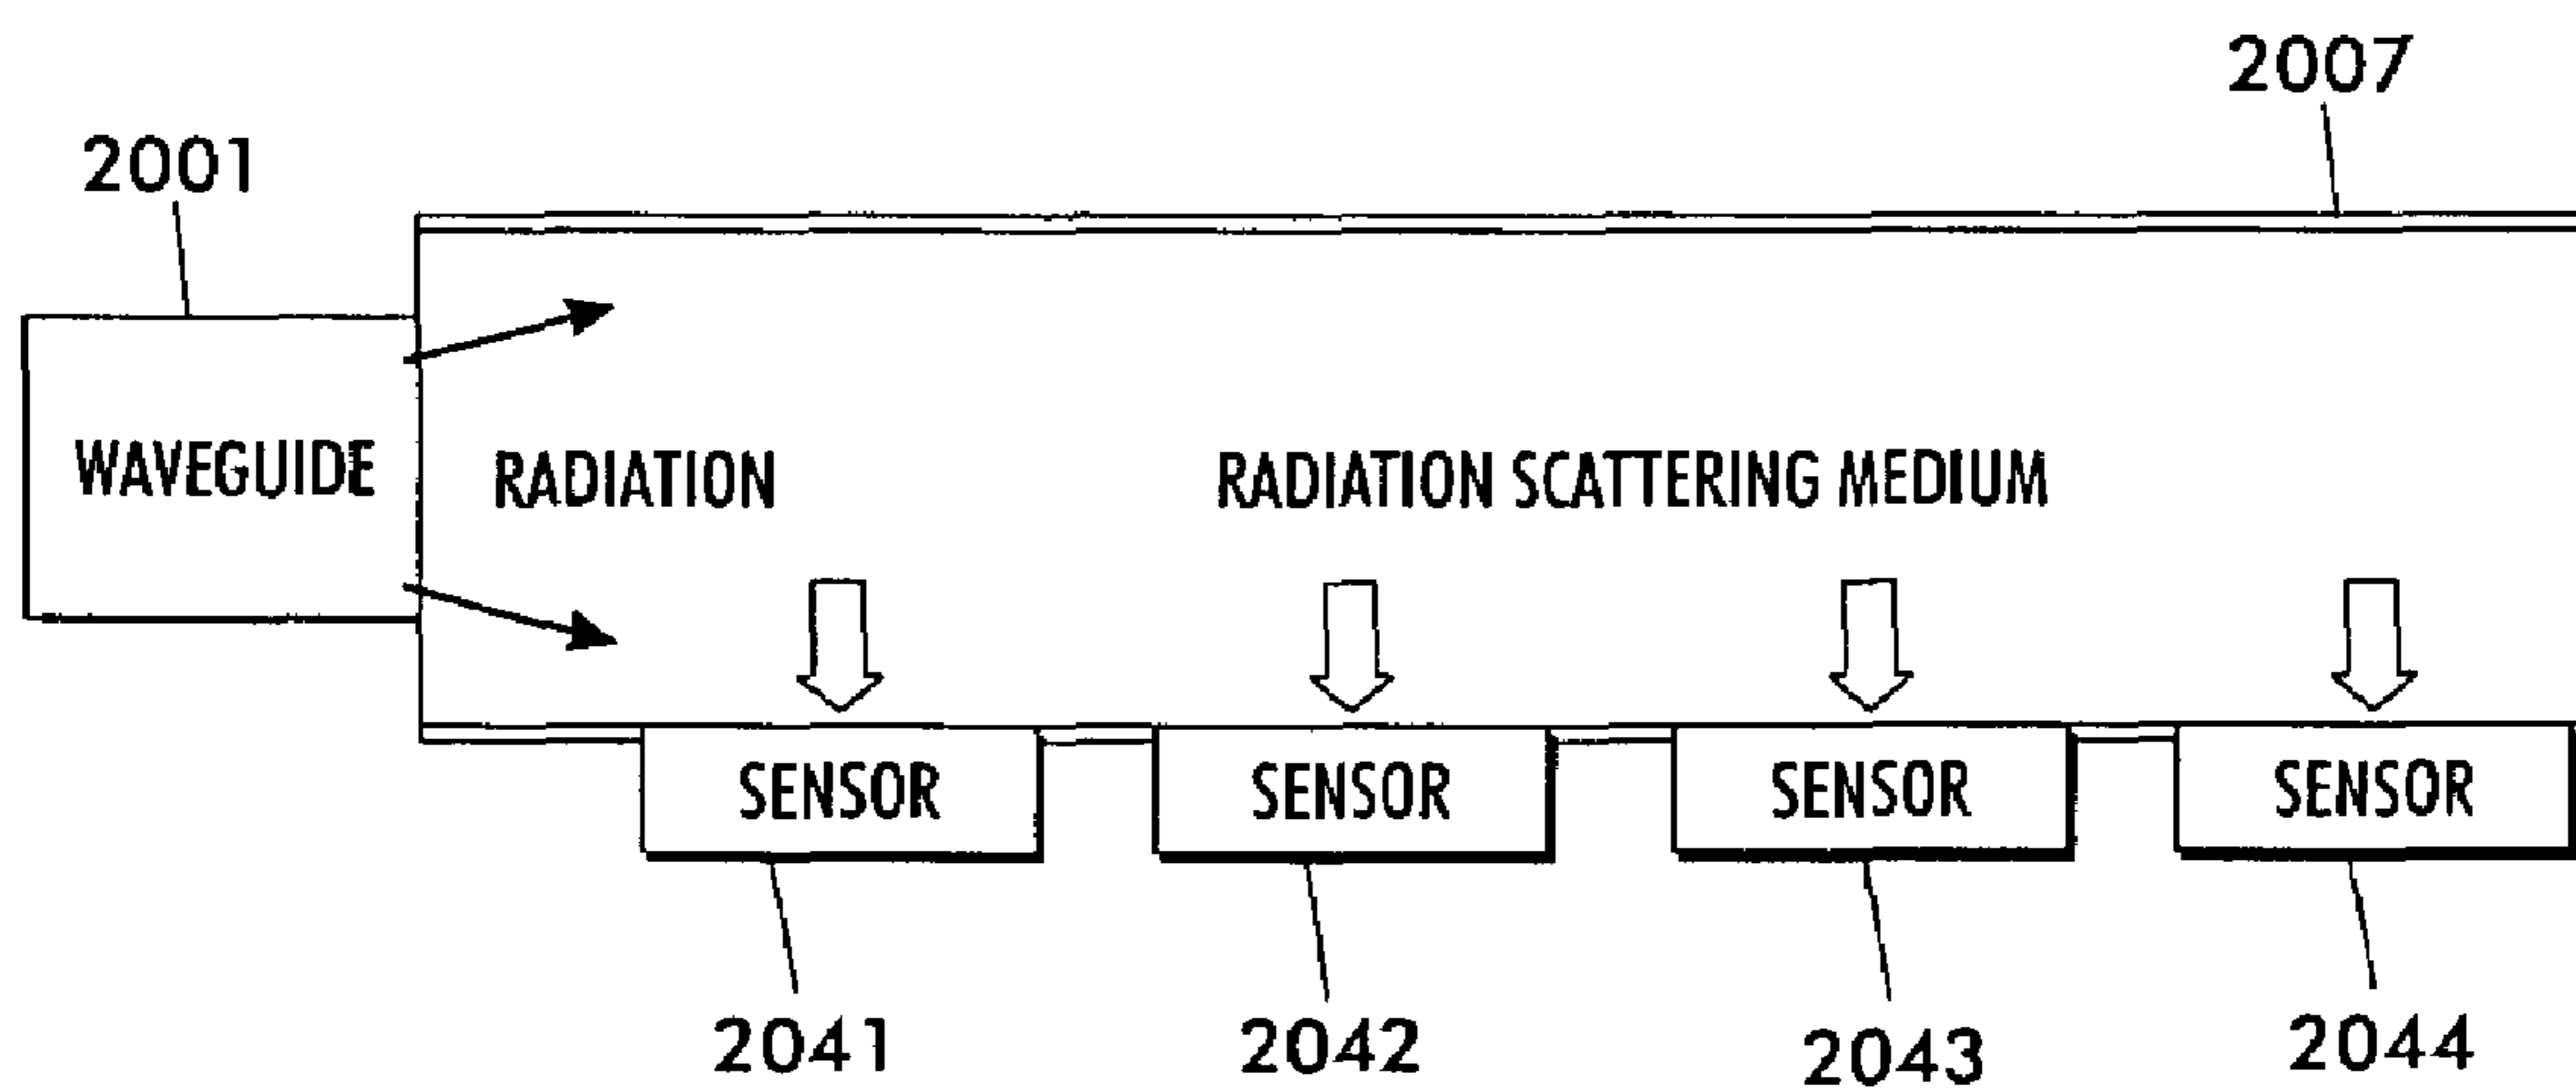 2007
2001
WAVEGUIDE
RADIATION
RADIATION SCATTERING MEDIUM
SENSOR
SENSOR
SENSOR
SENSOR
2041
2042
2043
2044